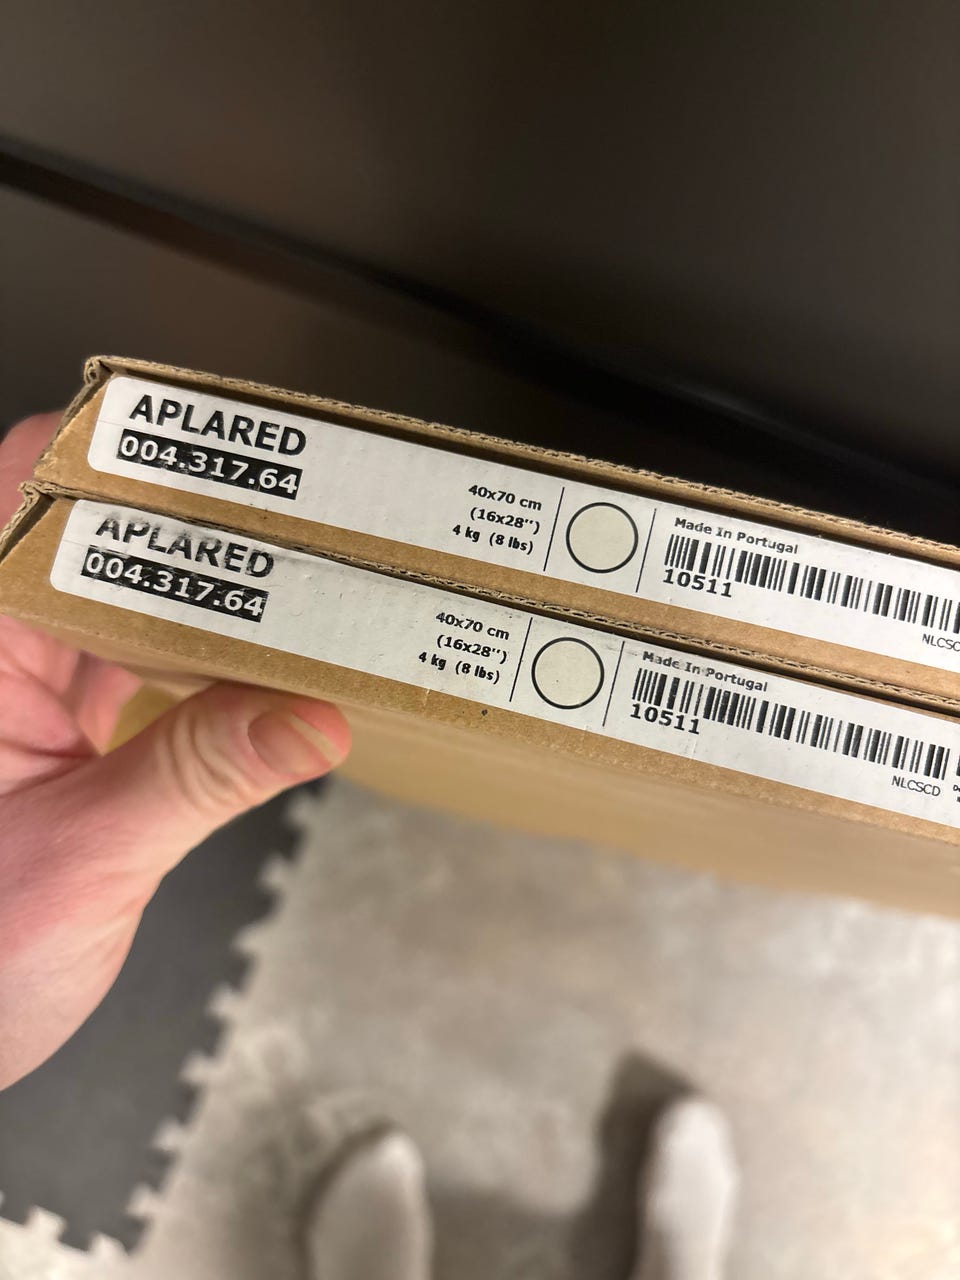 APLARED
004.317.64
40x70 cm
(16x28")
4 kg (8 lbs)
Made In Portugal
10511
NLCSC
APLARED
004.317.64
40x70 cm
(16x28")
4 kg (8 lbs)
Made In Portugal
10511
NLCSCD